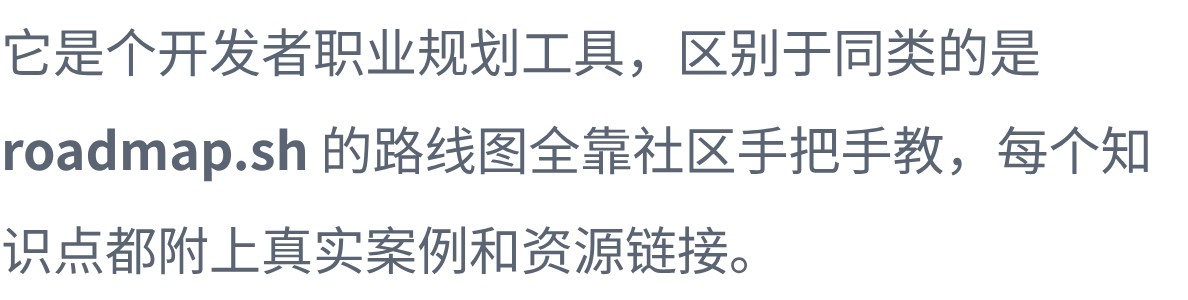 它是个开发者职业规划工具，区别于同类的是
roadmap.sh 的路线图全靠社区手把手教，每个知
识点都附上真实案例和资源链接。